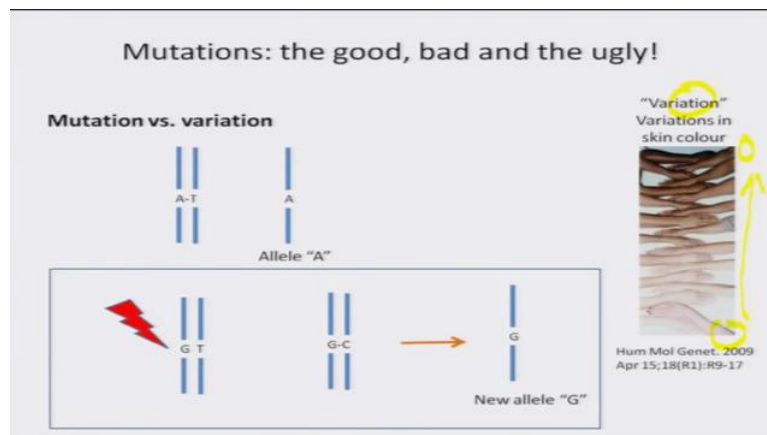 Mutations: the good, bad and the ugly!
"Variation"
Variations in
skin colour
Mutation vs. variation
A-T
A
Allele "A"
G T
G-C
G
New allele "G"
Hum Mol Genet. 2009
Apr 15;18(R1):R9-17